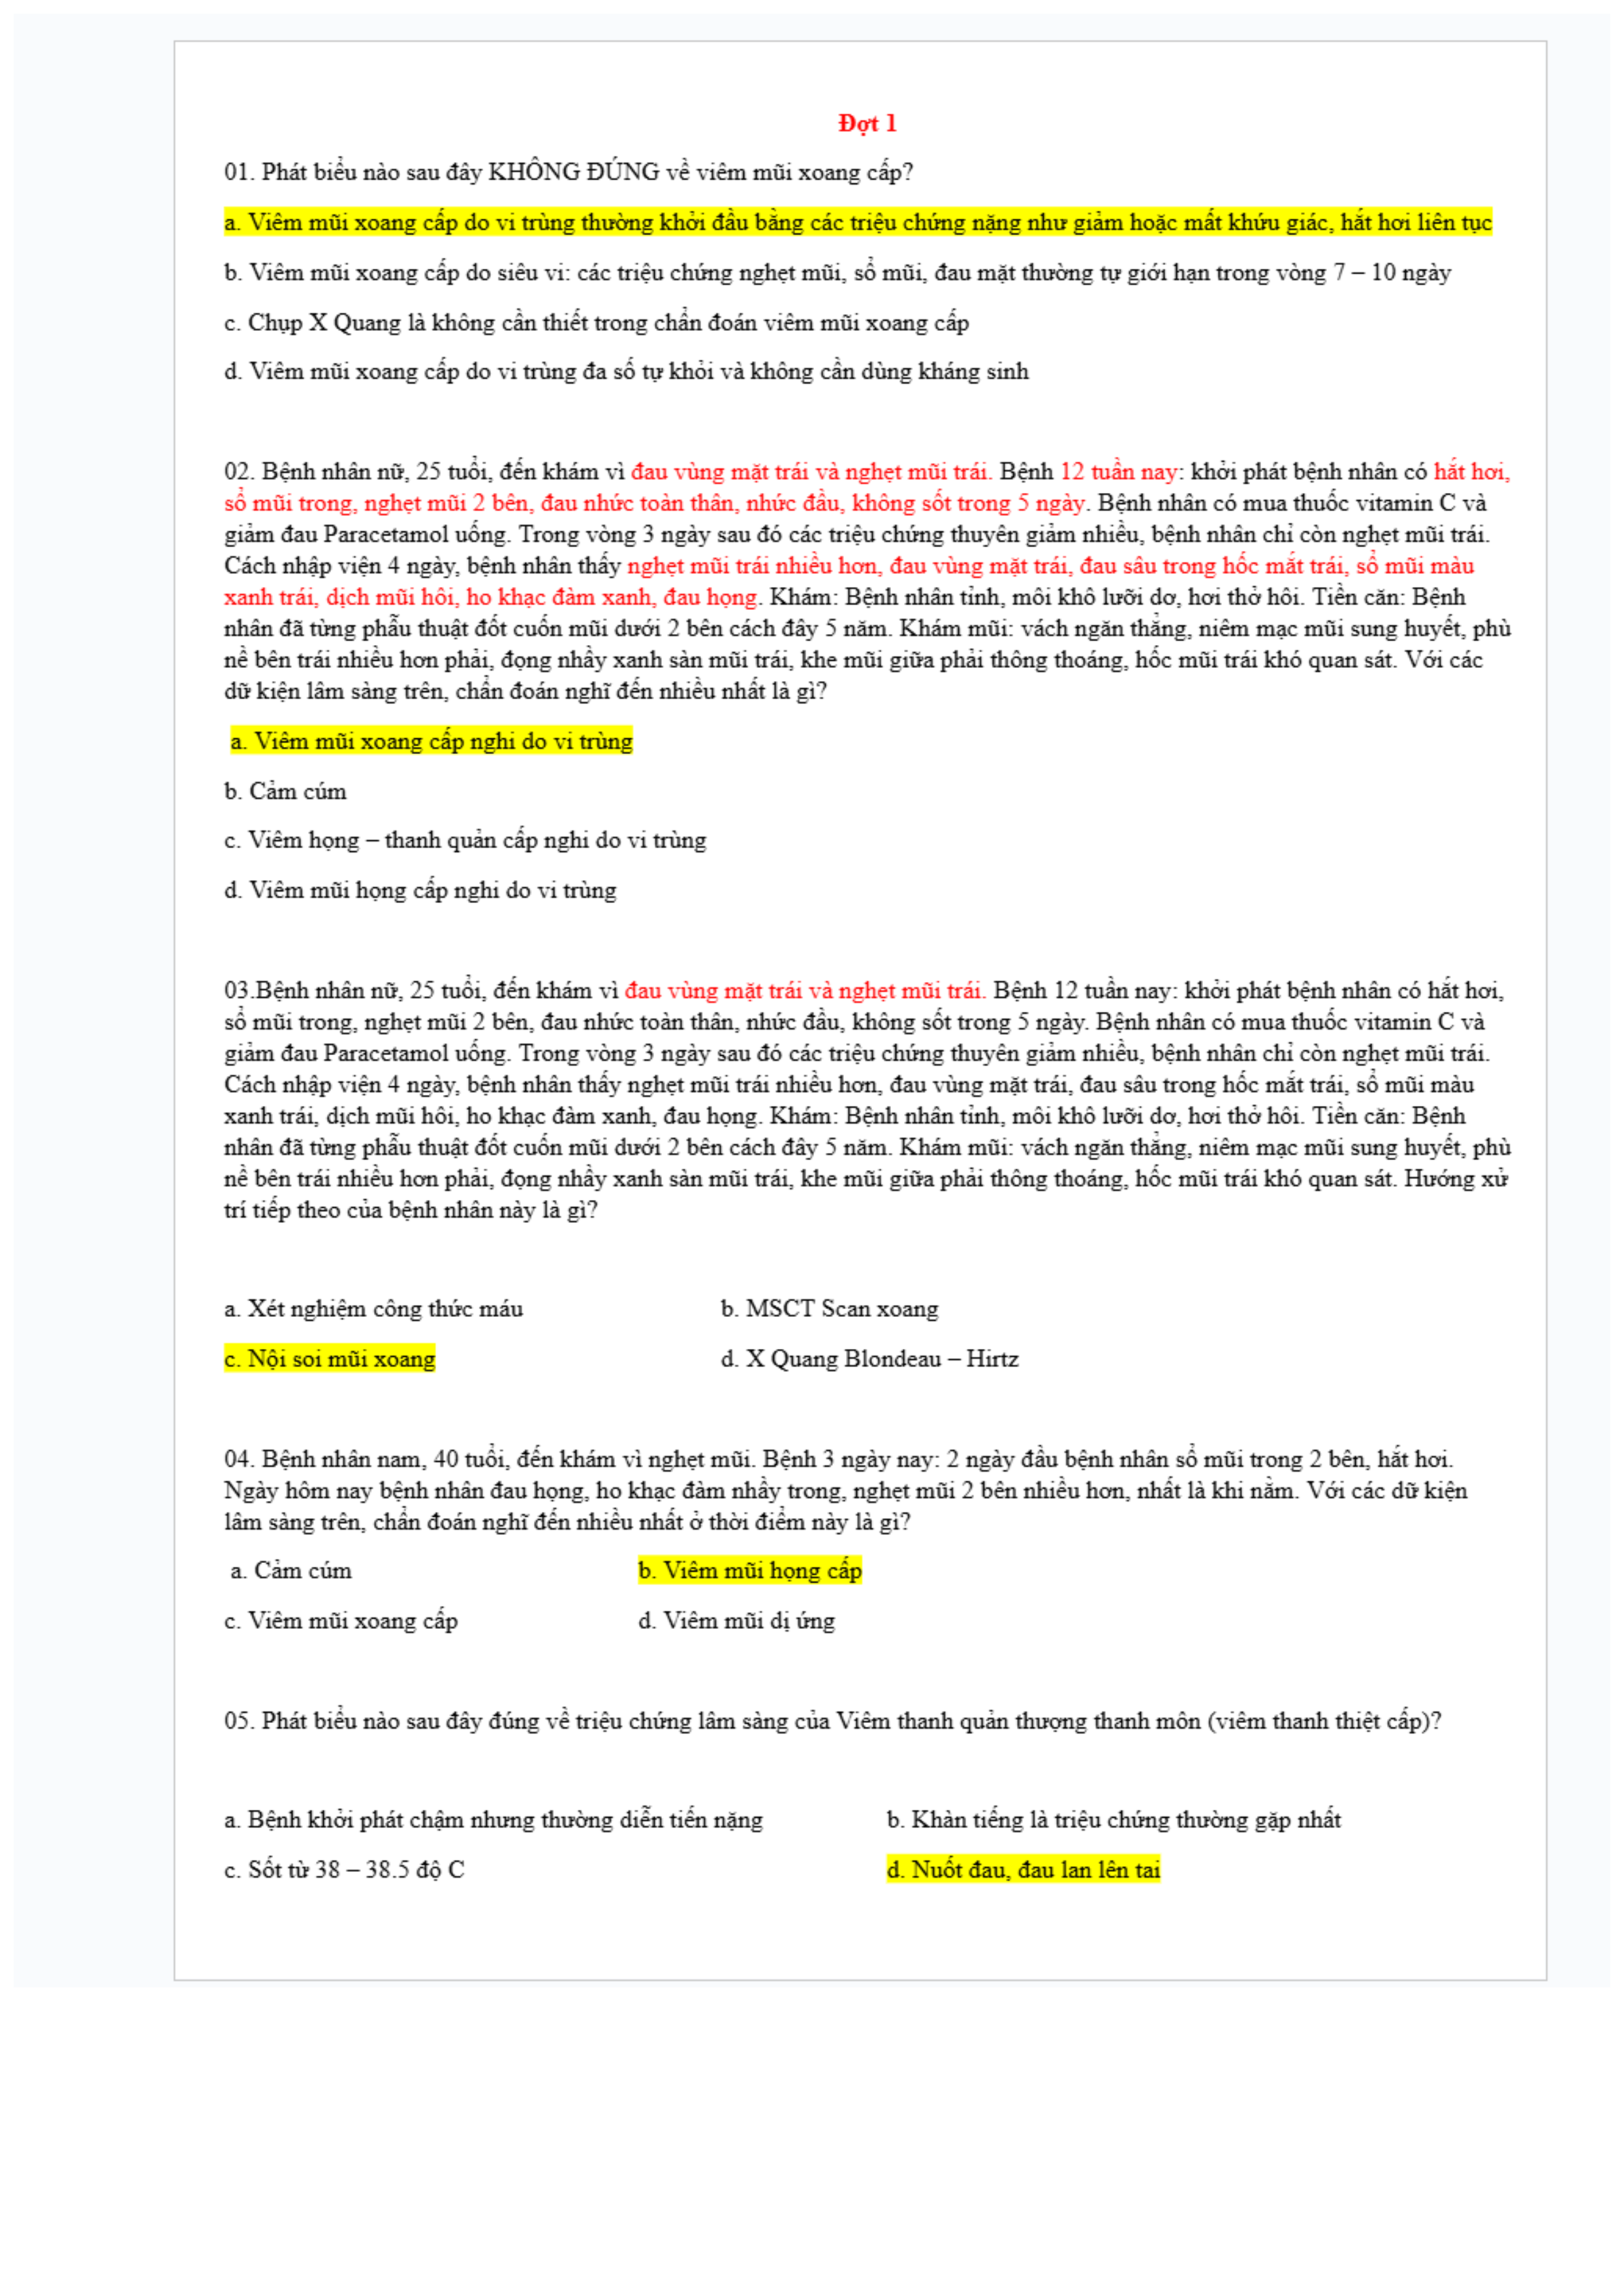 Đợt 1
01. Phát biểu nào sau đây KHÔNG ĐÚNG về viêm mũi xoang cấp?
a. Viêm mũi xoang cấp do vi trùng thường khởi đầu bằng các triệu chứng nặng như giảm hoặc mất khứu giác, hắt hơi liên tục
b. Viêm mũi xoang cấp do siêu vi: các triệu chứng nghẹt mũi, sổ mũi, đau mặt thường tự giới hạn trong vòng 7 – 10 ngày
c. Chụp X Quang là không cần thiết trong chẩn đoán viêm mũi xoang cấp
d. Viêm mũi xoang cấp do vi trùng đa số tự khỏi và không cần dùng kháng sinh
02. Bệnh nhân nữ, 25 tuổi, đến khám vì đau vùng mặt trái và nghẹt mũi trái. Bệnh 12 tuần nay: khởi phát bệnh nhân có hắt hơi,
sổ mũi trong, nghẹt mũi 2 bên, đau nhức toàn thân, nhức đầu, không sốt trong 5 ngày. Bệnh nhân có mua thuốc vitamin C và
giảm đau Paracetamol uống. Trong vòng 3 ngày sau đó các triệu chứng thuyên giảm nhiều, bệnh nhân chỉ còn nghẹt mũi trái.
Cách nhập viện 4 ngày, bệnh nhân thấy nghẹt mũi trái nhiều hơn, đau vùng mặt trái, đau sâu trong hốc mắt trái, sổ mũi màu
xanh trái, dịch mũi hôi, ho khạc đàm xanh, đau họng. Khám: Bệnh nhân tỉnh, môi khô lưỡi dơ, hơi thở hôi. Tiền căn: Bệnh
nhân đã từng phẫu thuật đốt cuốn mũi dưới 2 bên cách đây 5 năm. Khám mũi: vách ngăn thẳng, niêm mạc mũi sung huyết, phù
nề bên trái nhiều hơn phải, đọng nhầy xanh sàn mũi trái, khe mũi giữa phải thông thoáng, hốc mũi trái khó quan sát. Với các
dữ kiện lâm sàng trên, chẩn đoán nghĩ đến nhiều nhất là gì?
a. Viêm mũi xoang cấp nghi do vi trùng
b. Cảm cúm
c. Viêm họng – thanh quản cấp nghi do vi trùng
d. Viêm mũi họng cấp nghi do vi trùng
03.Bệnh nhân nữ, 25 tuổi, đến khám vì đau vùng mặt trái và nghẹt mũi trái. Bệnh 12 tuần nay: khởi phát bệnh nhân có hắt hơi,
sổ mũi trong, nghẹt mũi 2 bên, đau nhức toàn thân, nhức đầu, không sốt trong 5 ngày. Bệnh nhân có mua thuốc vitamin C và
giảm đau Paracetamol uống. Trong vòng 3 ngày sau đó các triệu chứng thuyên giảm nhiều, bệnh nhân chỉ còn nghẹt mũi trái.
Cách nhập viện 4 ngày, bệnh nhân thấy nghẹt mũi trái nhiều hơn, đau vùng mặt trái, đau sâu trong hốc mắt trái, sổ mũi màu
xanh trái, dịch mũi hôi, ho khạc đàm xanh, đau họng. Khám: Bệnh nhân tỉnh, môi khô lưỡi dơ, hơi thở hôi. Tiền căn: Bệnh
nhân đã từng phẫu thuật đốt cuốn mũi dưới 2 bên cách đây 5 năm. Khám mũi: vách ngăn thẳng, niêm mạc mũi sung huyết, phù
nề bên trái nhiều hơn phải, đọng nhầy xanh sàn mũi trái, khe mũi giữa phải thông thoáng, hốc mũi trái khó quan sát. Hướng xử
trí tiếp theo của bệnh nhân này là gì?
a. Xét nghiệm công thức máu b. MSCT Scan xoang
c. Nội soi mũi xoang d. X Quang Blondeau – Hirtz
04. Bệnh nhân nam, 40 tuổi, đến khám vì nghẹt mũi. Bệnh 3 ngày nay: 2 ngày đầu bệnh nhân sổ mũi trong 2 bên, hắt hơi.
Ngày hôm nay bệnh nhân đau họng, ho khạc đàm nhầy trong, nghẹt mũi 2 bên nhiều hơn, nhất là khi nằm. Với các dữ kiện
lâm sàng trên, chẩn đoán nghĩ đến nhiều nhất ở thời điểm này là gì?
a. Cảm cúm b. Viêm mũi họng cấp
c. Viêm mũi xoang cấp d. Viêm mũi dị ứng
05. Phát biểu nào sau đây đúng về triệu chứng lâm sàng của Viêm thanh quản thượng thanh môn (viêm thanh thiệt cấp)?
a. Bệnh khởi phát chậm nhưng thường diễn tiến nặng b. Khàn tiếng là triệu chứng thường gặp nhất
c. Sốt từ 38 – 38.5 độ C d. Nuốt đau, đau lan lên tai